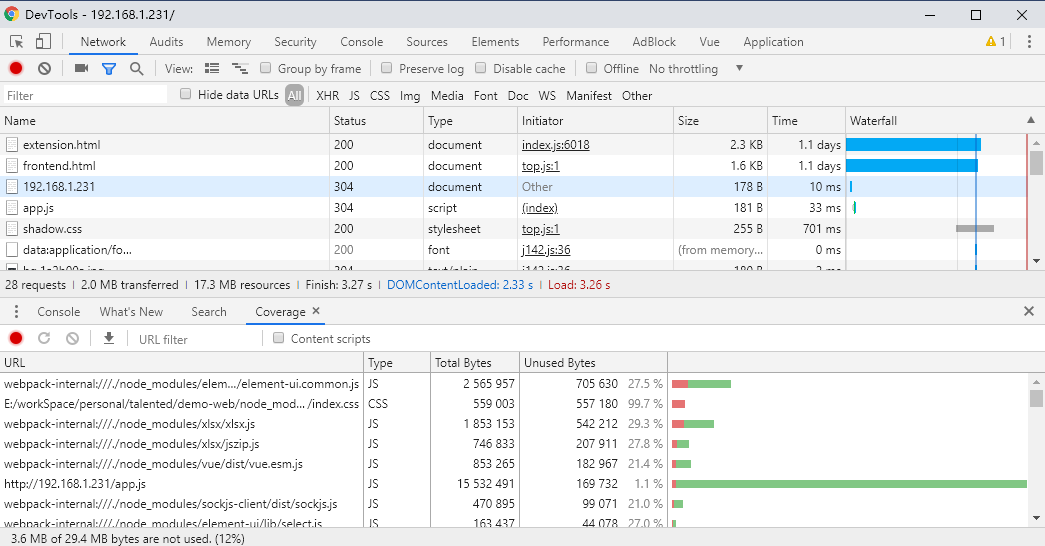 DevTools - 192.168.1.231/
Network Audits Memory Security Console Sources Elements Performance AdBlock Vue Application 1
View: Group by frame Preserve log Disable cache Offline No throttling
Filter Hide data URLs All XHR JS CSS Img Media Font Doc WS Manifest Other
Name Status Type Initiator Size Time Waterfall
extension.html 200 document index.js:6018 2.3 KB 1.1 days
frontend.html 200 document top.js:1 1.6 KB 1.1 days
192.168.1.231 304 document Other 178 B 10 ms
app.js 304 script (index) 181 B 33 ms
shadow.css 200 stylesheet top.js:1 255 B 701 ms
data:application/fo... 200 font j142.js:36 (from memory... 0 ms
304 text/plain j142.js:36 180 B 2 ms
28 requests 2.0 MB transferred 17.3 MB resources Finish: 3.27 s DOMContentLoaded: 2.33 s Load: 3.26 s
Console What's New Search Coverage
URL filter Content scripts
URL Type Total Bytes Unused Bytes
webpack-internal:///./node_modules/elem.../element-ui.common.js JS 2 565 957 705 630 27.5 %
E:/workSpace/personal/talented/demo-web/node_mod... /index.css CSS 559 003 557 180 99.7 %
webpack-internal:///./node_modules/xlsx/xlsx.js JS 1 853 153 542 212 29.3 %
webpack-internal:///./node_modules/xlsx/jszip.js JS 746 833 207 911 27.8 %
webpack-internal:///./node_modules/vue/dist/vue.esm.js JS 853 265 182 967 21.4 %
http://192.168.1.231/app.js JS 15 532 491 169 732 1.1 %
webpack-internal:///./node_modules/sockjs-client/dist/sockjs.js JS 470 895 99 071 21.0 %
webpack-internal:///./node_modules/element-ui/lib/select.js JS 163 437 44 078 27.0 %
3.6 MB of 29.4 MB bytes are not used. (12%)